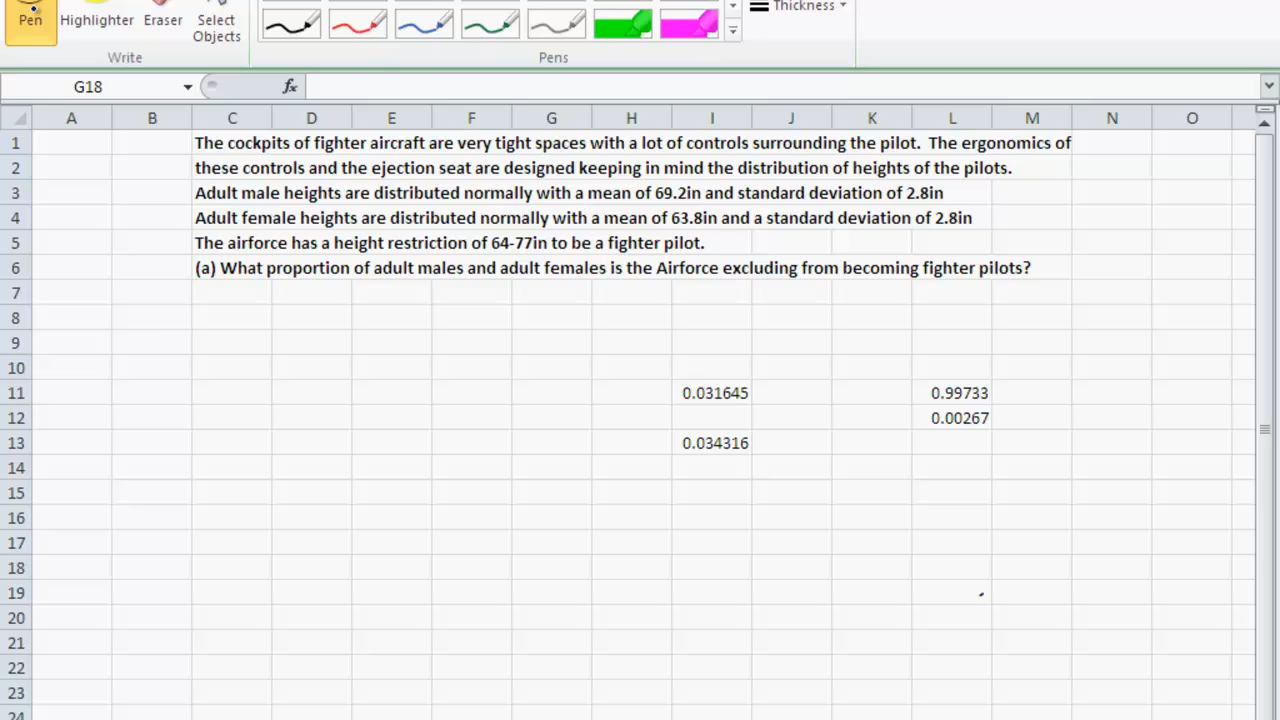 Pen Highlighter Eraser Select Objects Thickness
Write Pens
G18 fx
A B C D E F G H I J K L M N O
1 The cockpits of fighter aircraft are very tight spaces with a lot of controls surrounding the pilot.  The ergonomics of
2 these controls and the ejection seat are designed keeping in mind the distribution of heights of the pilots.
3 Adult male heights are distributed normally with a mean of 69.2in and standard deviation of 2.8in
4 Adult female heights are distributed normally with a mean of 63.8in and a standard deviation of 2.8in
5 The airforce has a height restriction of 64-77in to be a fighter pilot.
6 (a) What proportion of adult males and adult females is the Airforce excluding from becoming fighter pilots?
7
8
9
10
11 0.031645 0.99733
12 0.00267
13 0.034316
14
15
16
17
18
19
20
21
22
23
24